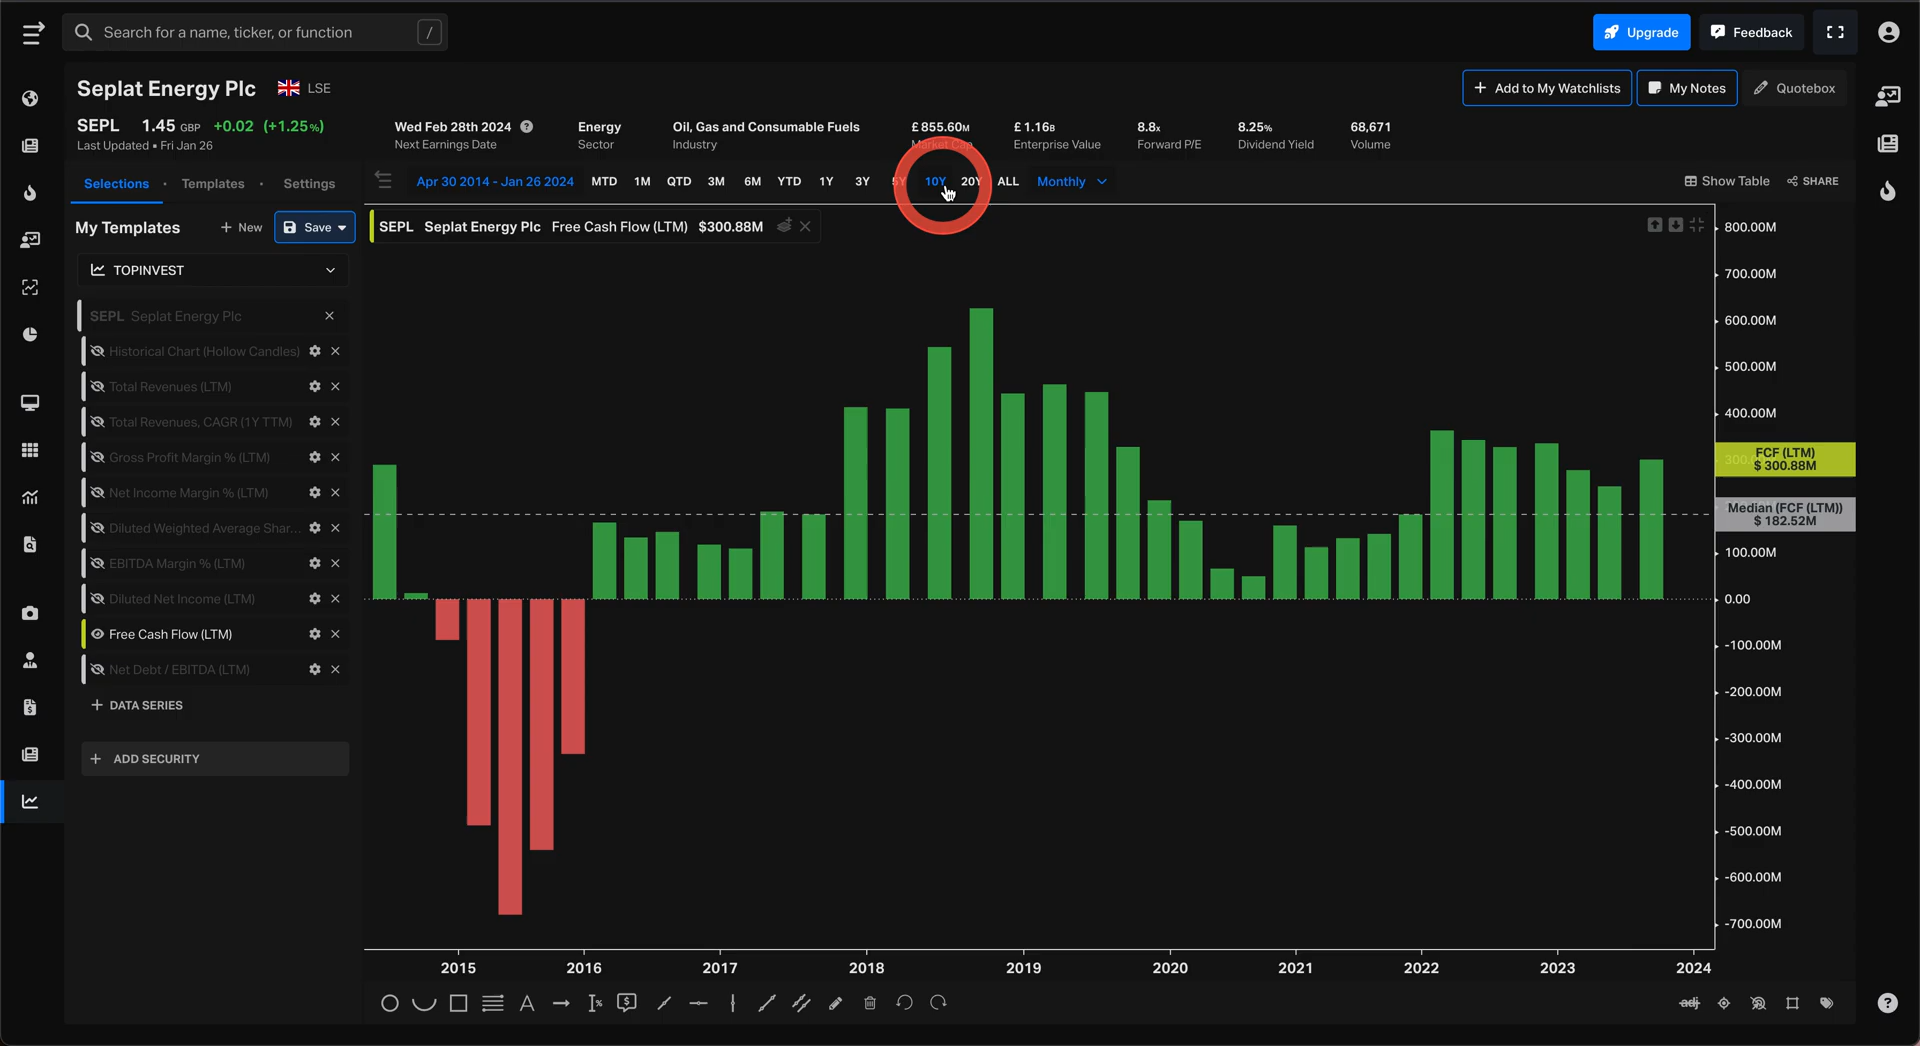 Search for a name, ticker, or function
/
Upgrade
Feedback
Seplat Energy Plc
LSE
Add to My Watchlists
My Notes
Quotebox
SEPL 1.45 GBP +0.02 (+1.25%)
Last Updated • Fri Jan 26
Wed Feb 28th 2024
Next Earnings Date
Energy
Sector
Oil, Gas and Consumable Fuels
Industry
£855.60M
Market Cap
£1.16B
Enterprise Value
8.8x
Forward P/E
8.25%
Dividend Yield
68,671
Volume
Selections • Templates • Settings
Apr 30 2014 - Jan 26 2024 MTD 1M QTD 3M 6M YTD 1Y 3Y 5Y 10Y 20Y ALL Monthly
Show Table
SHARE
My Templates
+ New
Save
TOPINVEST
SEPL Seplat Energy Plc
Historical Chart (Hollow Candles)
Total Revenues (LTM)
Total Revenues, CAGR (1Y TTM)
Gross Profit Margin % (LTM)
Net Income Margin % (LTM)
Diluted Weighted Average Shar...
EBITDA Margin % (LTM)
Diluted Net Income (LTM)
Free Cash Flow (LTM)
Net Debt / EBITDA (LTM)
+ DATA SERIES
+ ADD SECURITY
SEPL Seplat Energy Plc Free Cash Flow (LTM) $300.88M
800.00M
700.00M
600.00M
500.00M
400.00M
FCF (LTM)
$ 300.88M
Median (FCF (LTM))
$ 182.52M
100.00M
0.00
-100.00M
-200.00M
-300.00M
-400.00M
-500.00M
-600.00M
-700.00M
2015 2016 2017 2018 2019 2020 2021 2022 2023 2024
adj